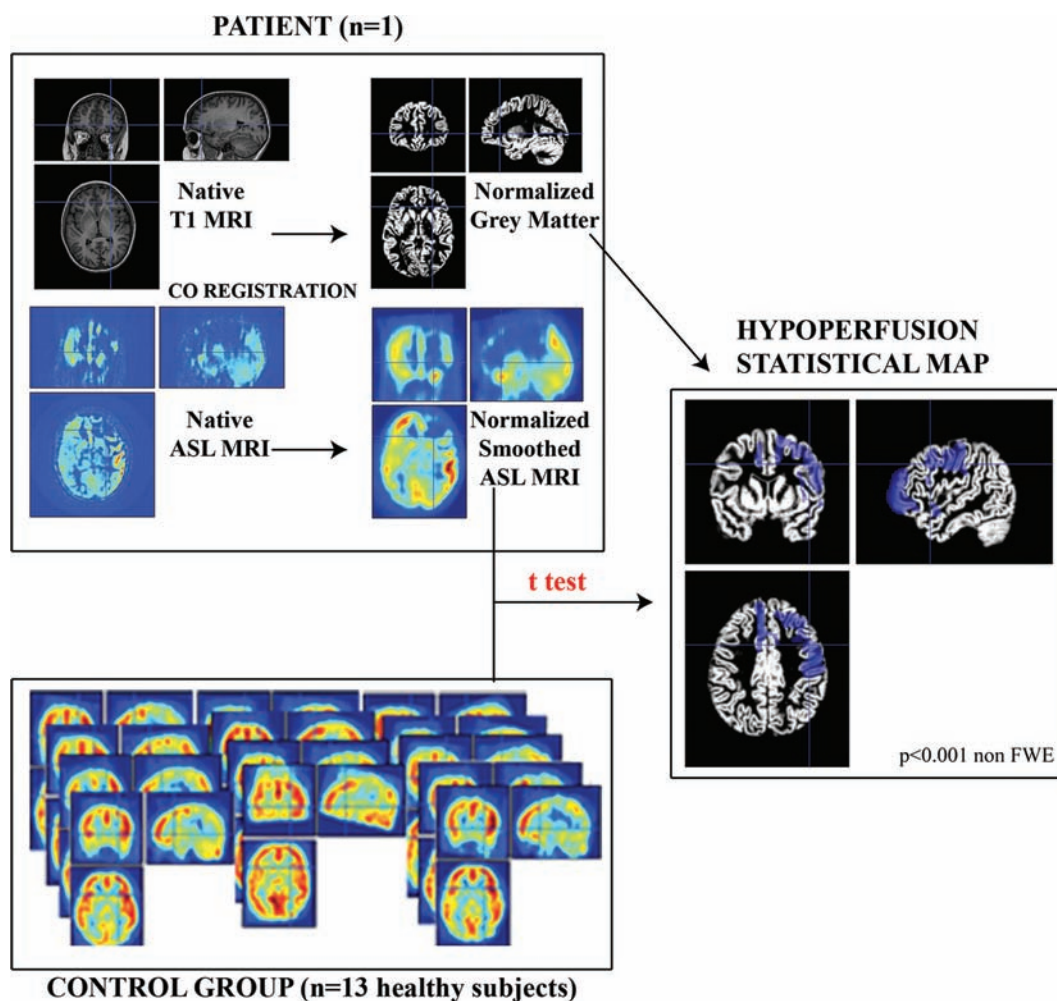 PATIENT (n=1)
Native
T1 MRI
Normalized
Grey Matter
CO REGISTRATION
Native
ASL MRI
Normalized
Smoothed
ASL MRI
HYPOPERFUSION
STATISTICAL MAP
t test
p<0.001 non FWE
CONTROL GROUP (n=13 healthy subjects)